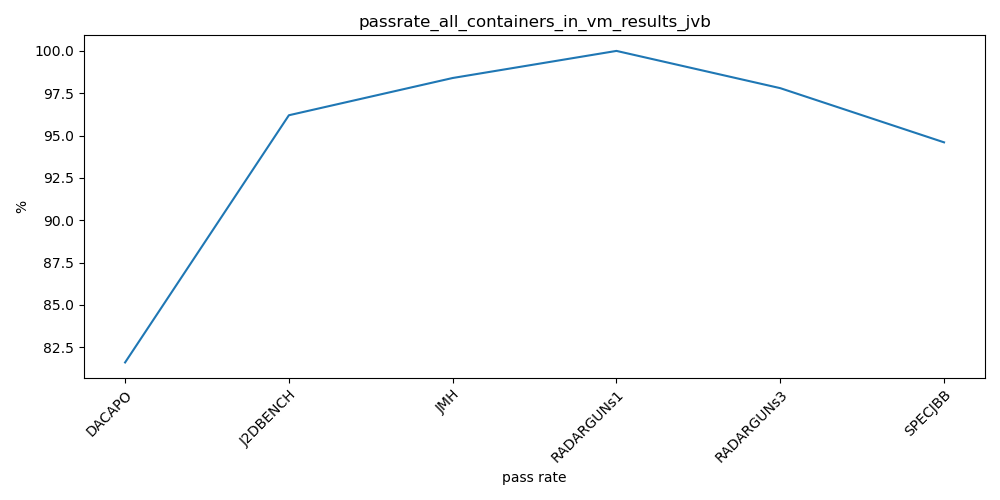 passrate_all_containers_in_vm_results_jvb
100.0
97.5
95.0
92.5
90.0
87.5
85.0
82.5
%
DACAPO
J2DBENCH
JMH
RADARGUNs1
RADARGUNs3
SPECJBB
pass rate